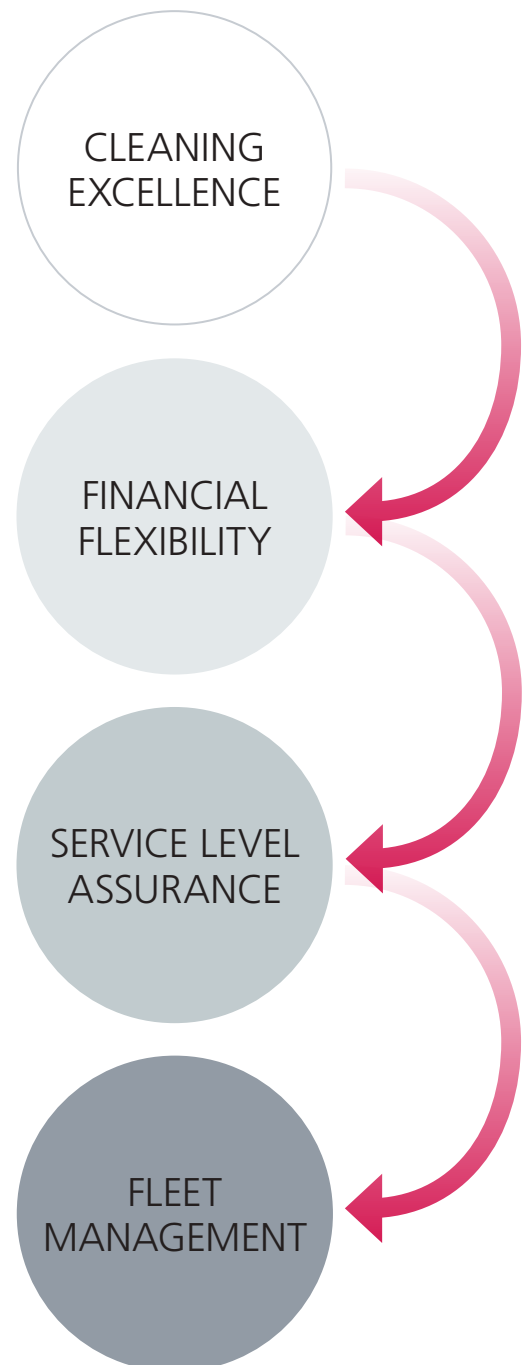 CLEANING
EXCELLENCE
FINANCIAL
FLEXIBILITY
SERVICE LEVEL
ASSURANCE
FLEET
MANAGEMENT